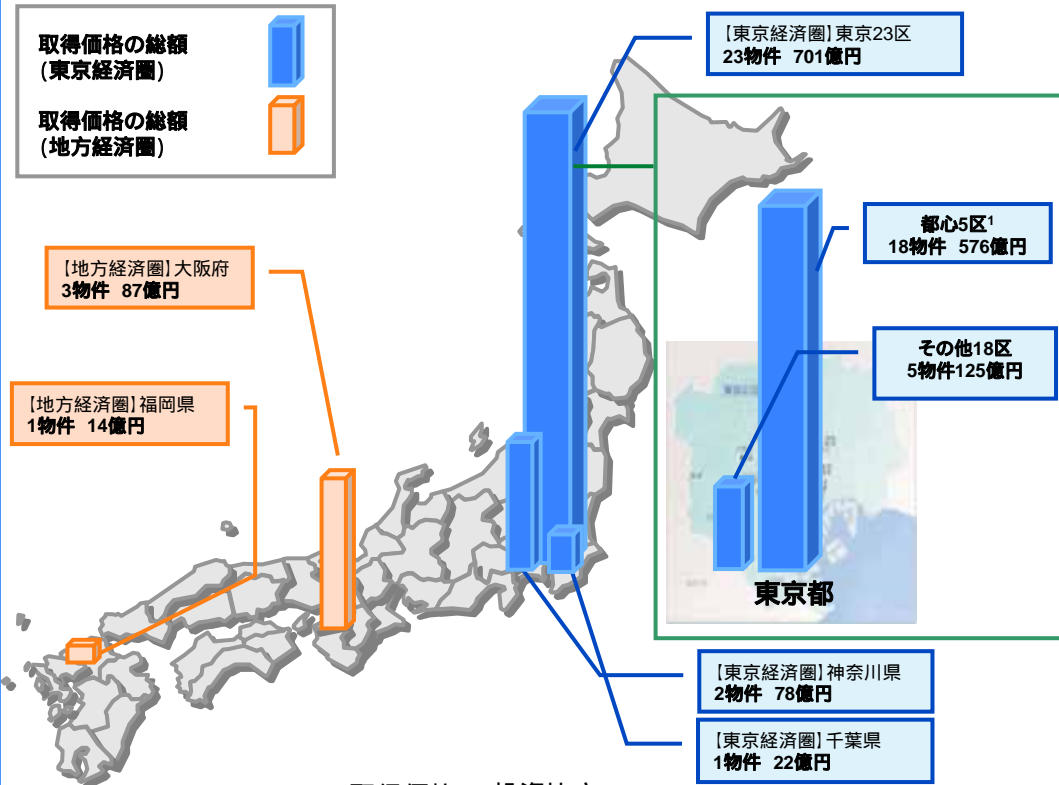 取得価格の総額
(東京経済圏)
取得価格の総額
(地方経済圏)
【東京経済圏】東京23区
23物件 701億円
都心5区1
18物件 576億円
その他18区
5物件125億円
【地方経済圏】大阪府
3物件 87億円
【地方経済圏】福岡県
1物件 14億円
東京都
【東京経済圏】神奈川県
2物件 78億円
【東京経済圏】千葉県
1物件 22億円